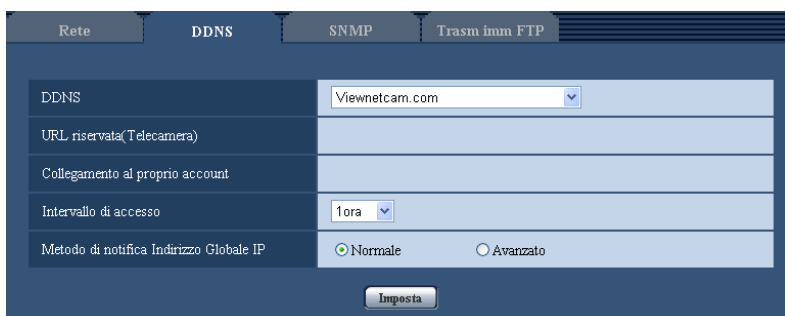 Rete DDNS SNMP Trasm imm FTP
DDNS Viewnetcam.com
URL riservata(Telecamera)
Collegamento al proprio account
Intervallo di accesso 1ora
Metodo di notifica Indirizzo Globale IP Normale Avanzato
Imposta